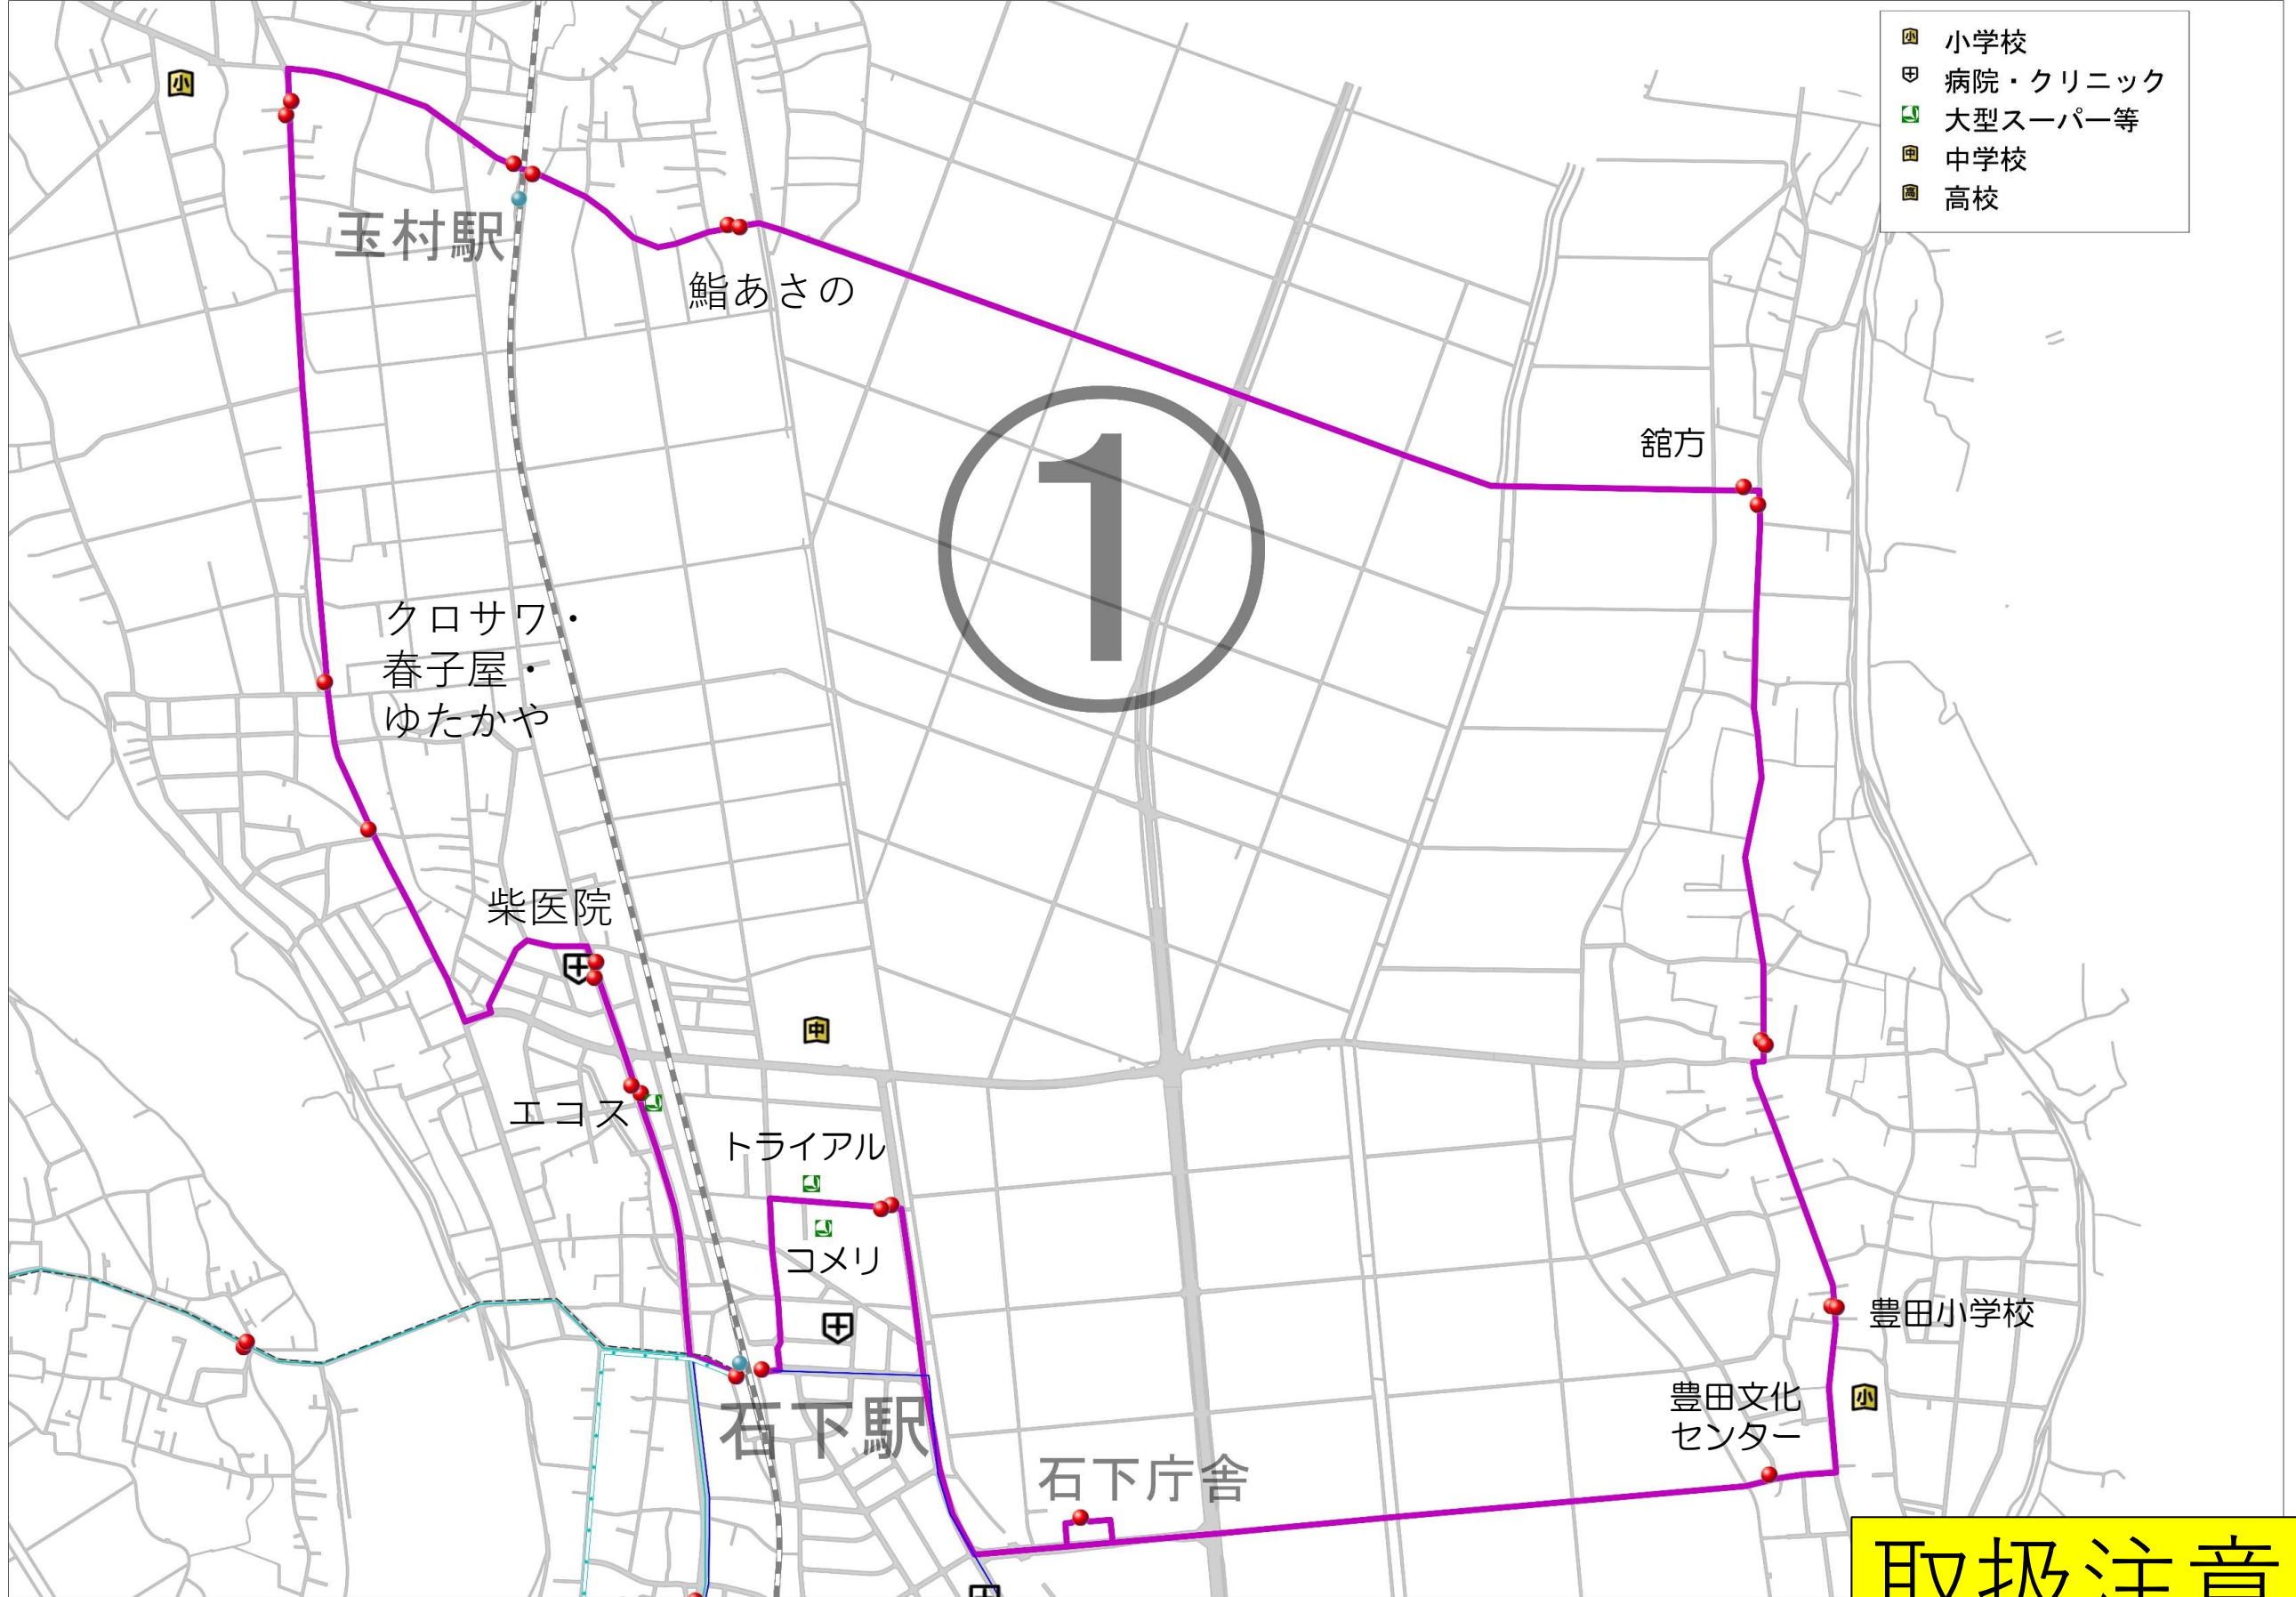 小学校
病院・クリニック
大型スーパー等
中学校
高校
小
玉村駅
鮨あさの
1
舘方
クロサワ・
春子屋・
ゆたかや
柴医院
中
エコス
トライアル
コメリ
豊田小学校
石下駅
豊田文化
センター
小
石下庁舎
取扱注意